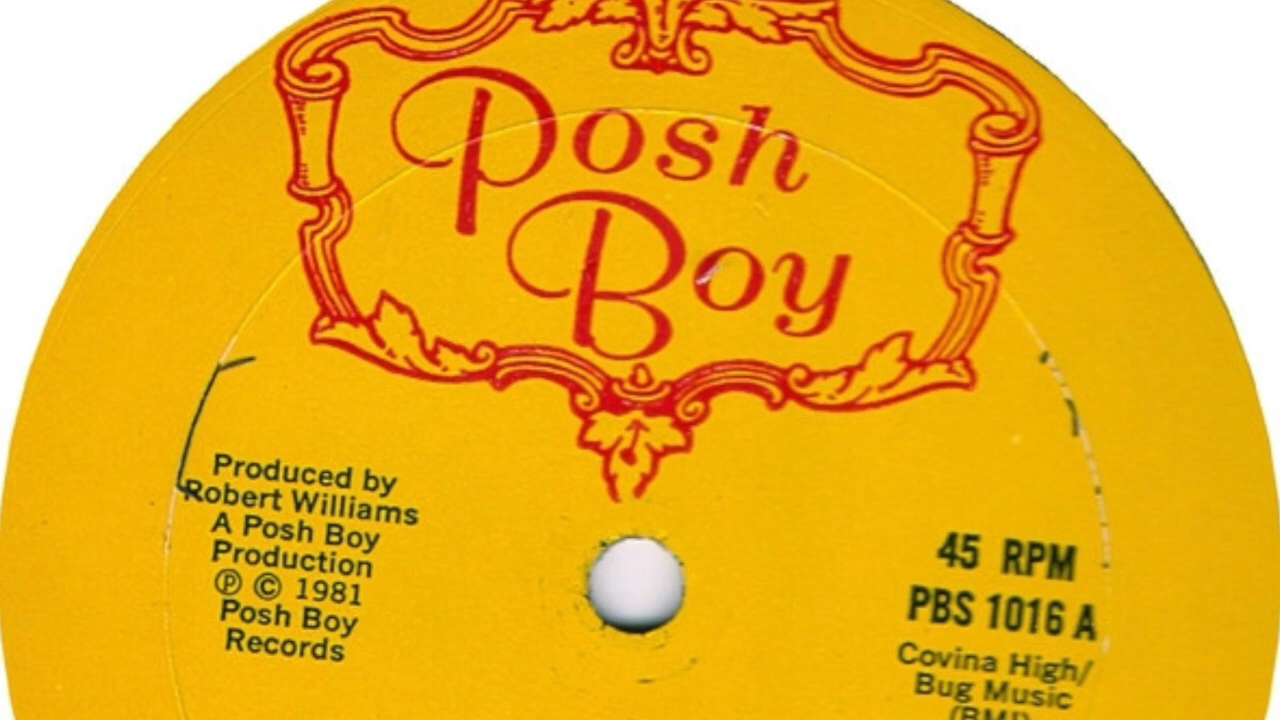 Posh
Boy
Produced by
Robert Williams
A Posh Boy
Production
Ⓟ © 1981
Posh Boy
Records
45 RPM
PBS 1016 A
Covina High/
Bug Music
(BMI)